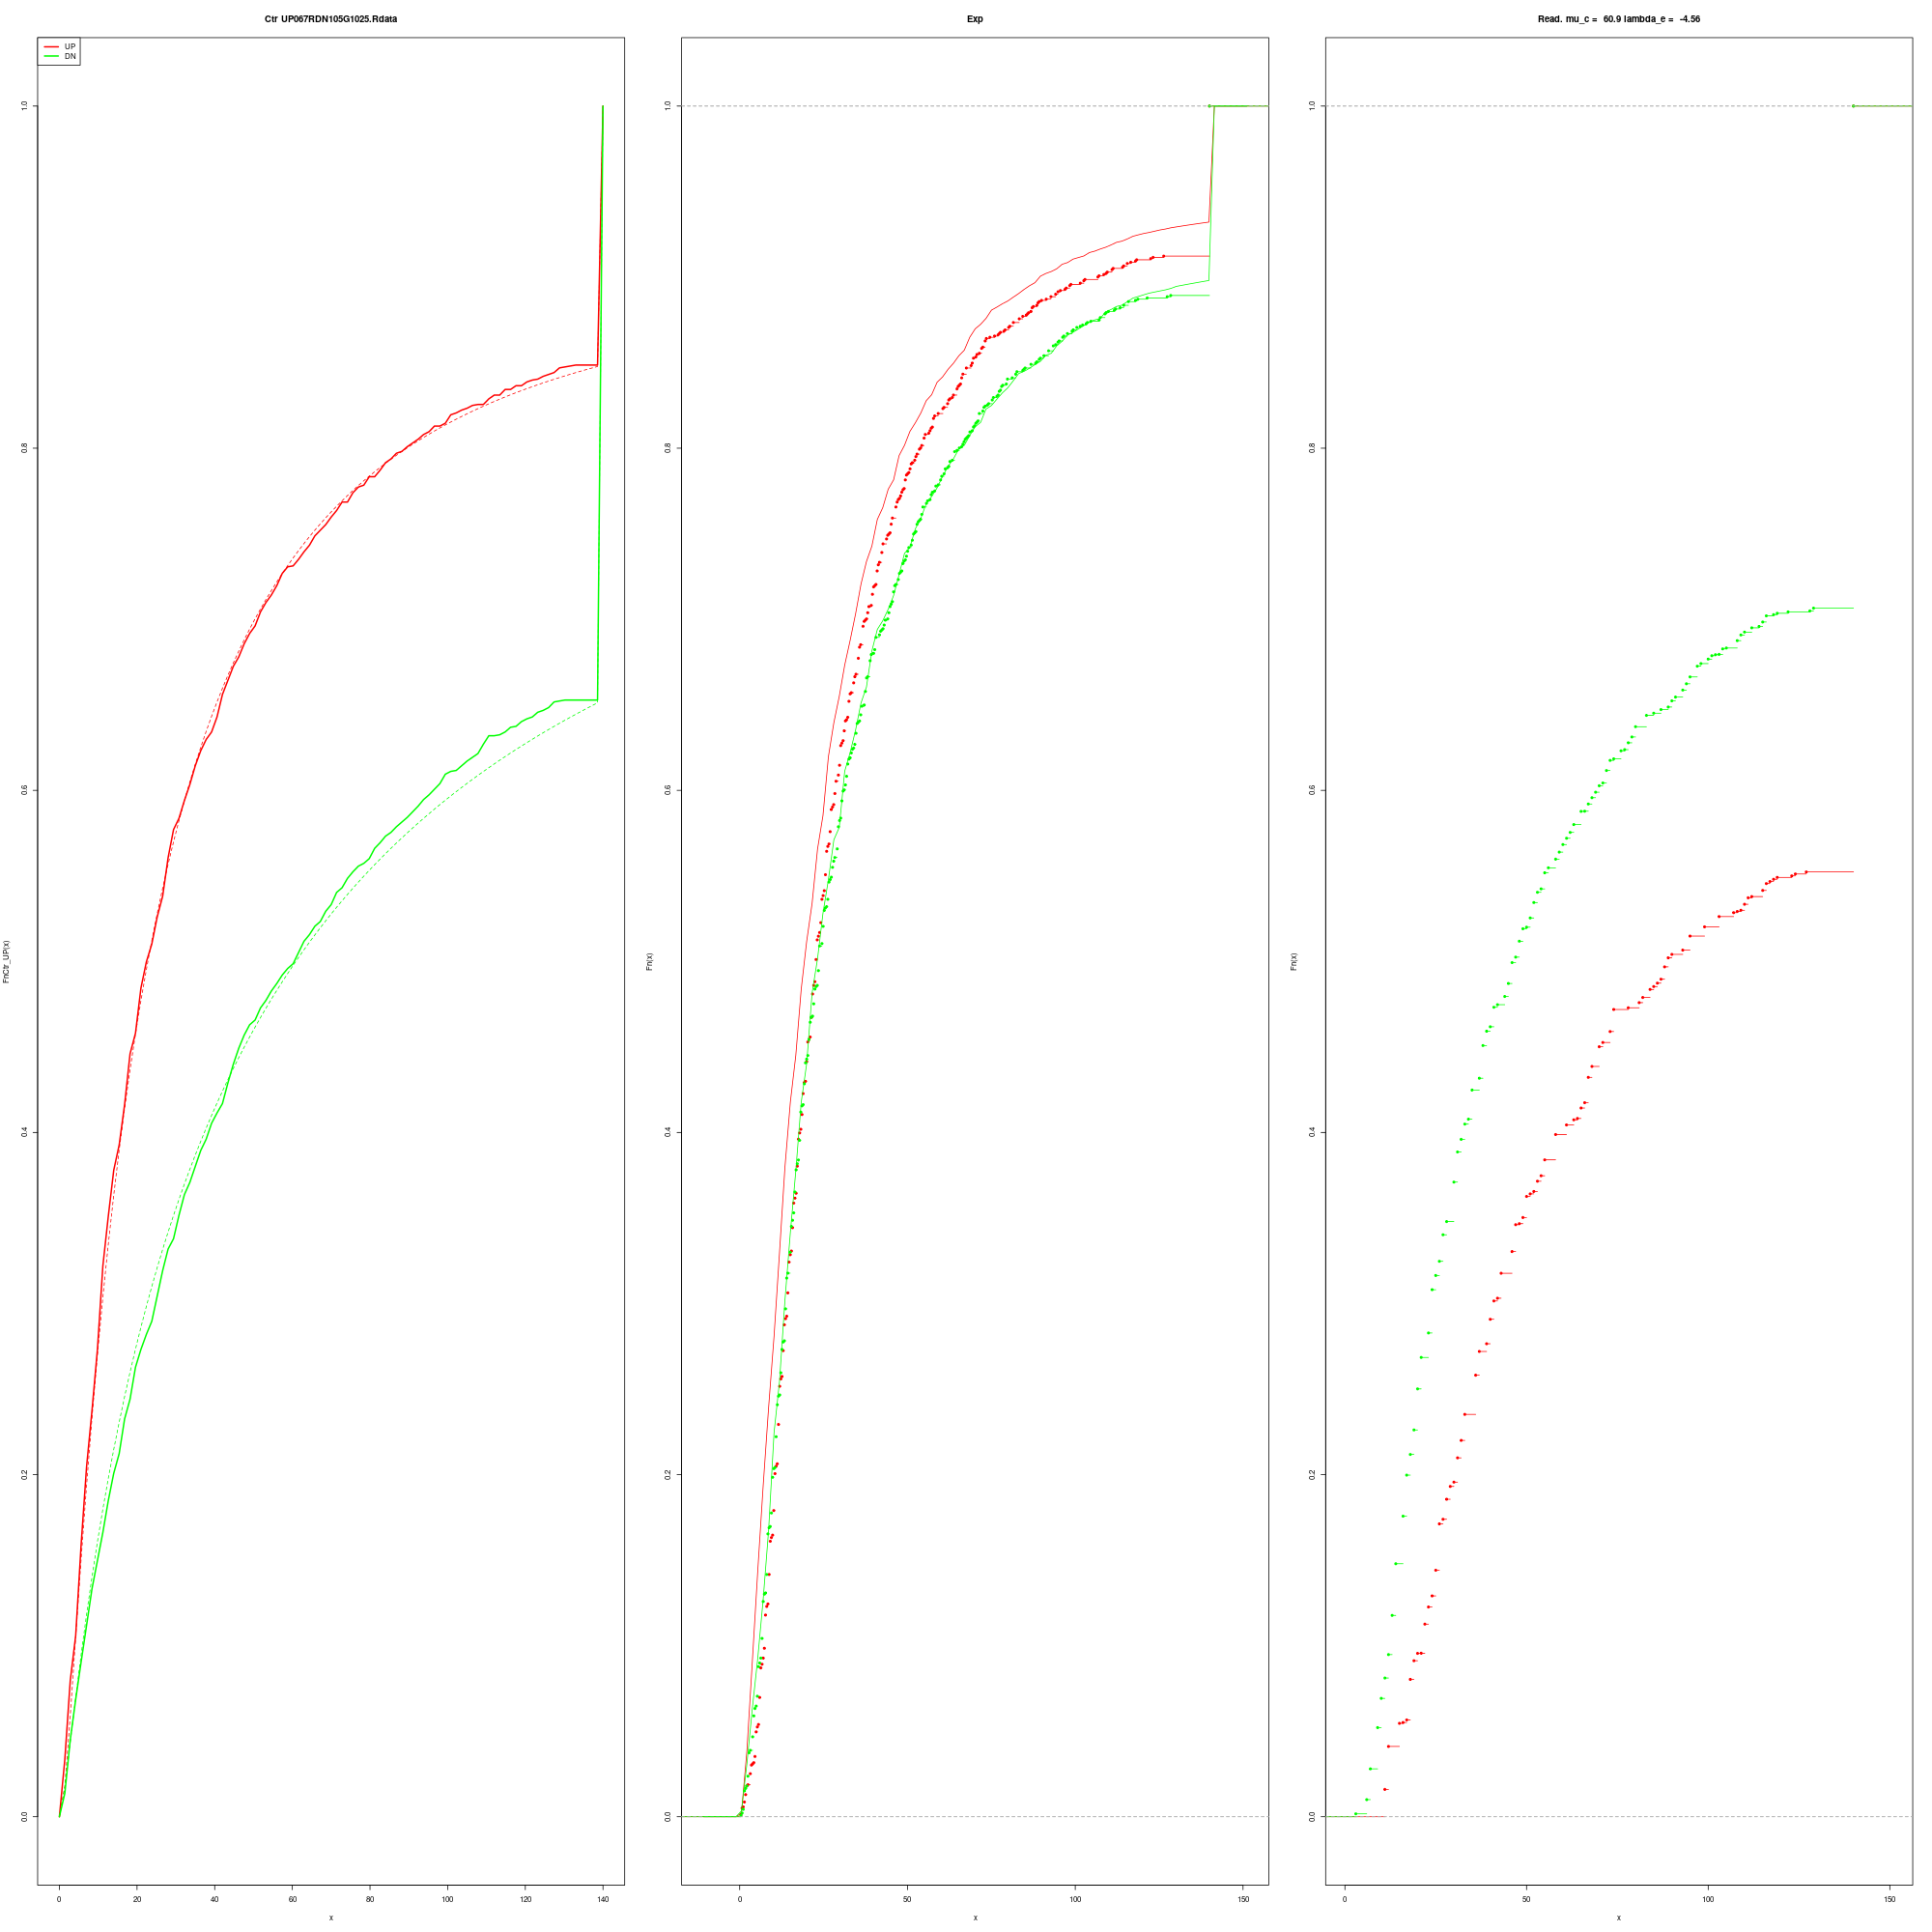 Ctr UP067RDN105G1025.Rdata
UP
DN
FnCtr_UP(x)
0.0
0.2
0.4
0.6
0.8
1.0
0 20 40 60 80 100 120 140
x
Exp
Fn(x)
0.0
0.2
0.4
0.6
0.8
1.0
0 50 100 150
x
Read. mu_c = 60.9 lambda_e = -4.56
Fn(x)
0.0
0.2
0.4
0.6
0.8
1.0
0 50 100 150
x